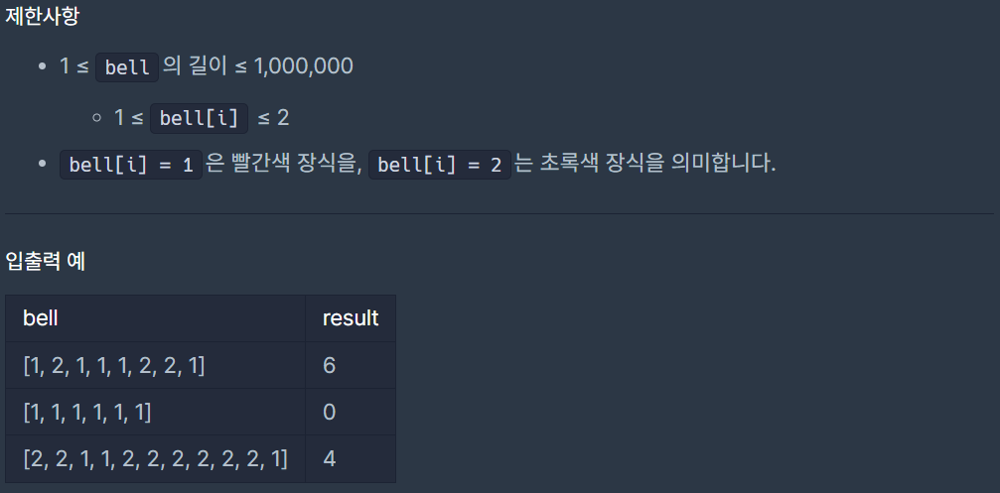 제한사항
• 1 ≤ bell 의 길이 ≤ 1,000,000
◦ 1 ≤ bell[i] ≤ 2
• bell[i] = 1 은 빨간색 장식을, bell[i] = 2 는 초록색 장식을 의미합니다.
입출력 예
bell result
[1, 2, 1, 1, 1, 2, 2, 1] 6
[1, 1, 1, 1, 1, 1] 0
[2, 2, 1, 1, 2, 2, 2, 2, 2, 2, 1] 4